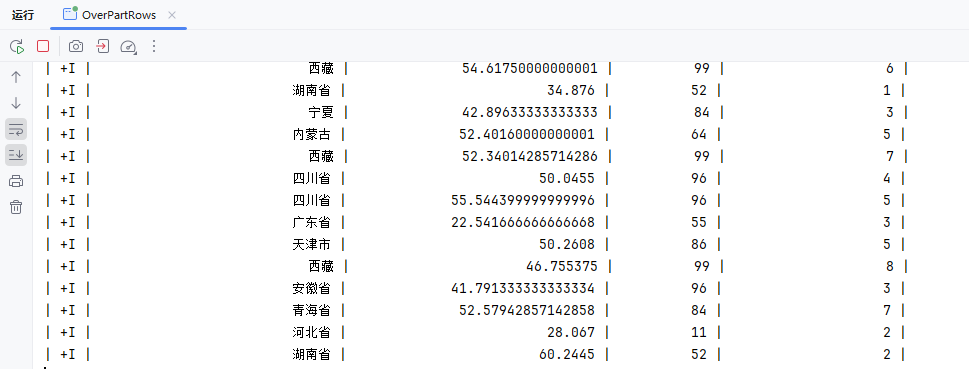 运行 OverPartRows ×
| +I | 西藏 | 54.61750000000001 | 99 | 6 |
| +I | 湖南省 | 34.876 | 52 | 1 |
| +I | 宁夏 | 42.89633333333333 | 84 | 3 |
| +I | 内蒙古 | 52.40160000000001 | 64 | 5 |
| +I | 西藏 | 52.34014285714286 | 99 | 7 |
| +I | 四川省 | 50.0455 | 96 | 4 |
| +I | 四川省 | 55.544399999999996 | 96 | 5 |
| +I | 广东省 | 22.541666666666668 | 55 | 3 |
| +I | 天津市 | 50.2608 | 86 | 5 |
| +I | 西藏 | 46.755375 | 99 | 8 |
| +I | 安徽省 | 41.791333333333334 | 96 | 3 |
| +I | 青海省 | 52.57942857142858 | 84 | 7 |
| +I | 河北省 | 28.067 | 11 | 2 |
| +I | 湖南省 | 60.2445 | 52 | 2 |